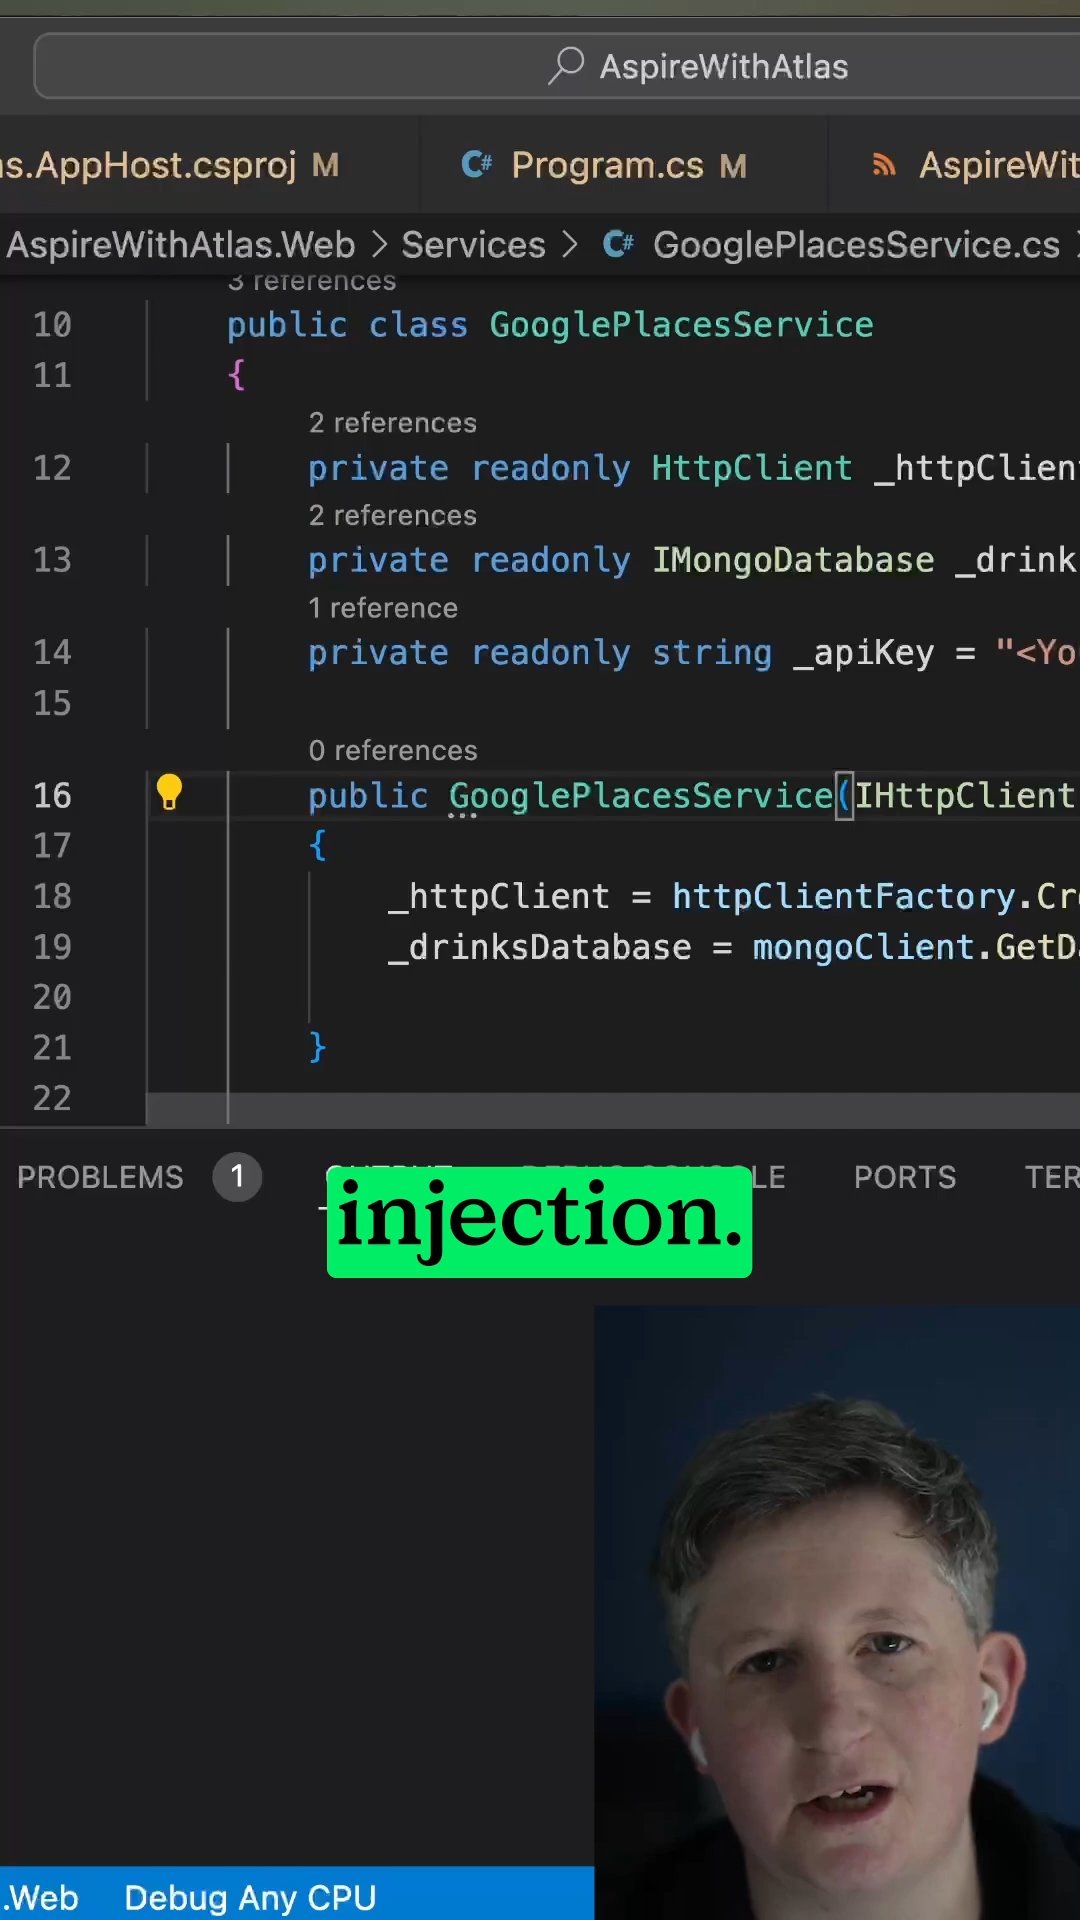 AspireWithAtlas
s.AppHost.csproj M
C# Program.cs M
AspireWit
AspireWithAtlas.Web > Services > C# GooglePlacesService.cs
3 references
10 public class GooglePlacesService
11 {
2 references
12 private readonly HttpClient _httpClien
2 references
13 private readonly IMongoDatabase _drink
1 reference
14 private readonly string _apiKey = "<Yo
15
0 references
16 public GooglePlacesService(IHttpClient
17 {
18 _httpClient = httpClientFactory.Cre
19 _drinksDatabase = mongoClient.GetDa
20
21 }
22
PROBLEMS 1 PORTS TER
injection.
.Web Debug Any CPU